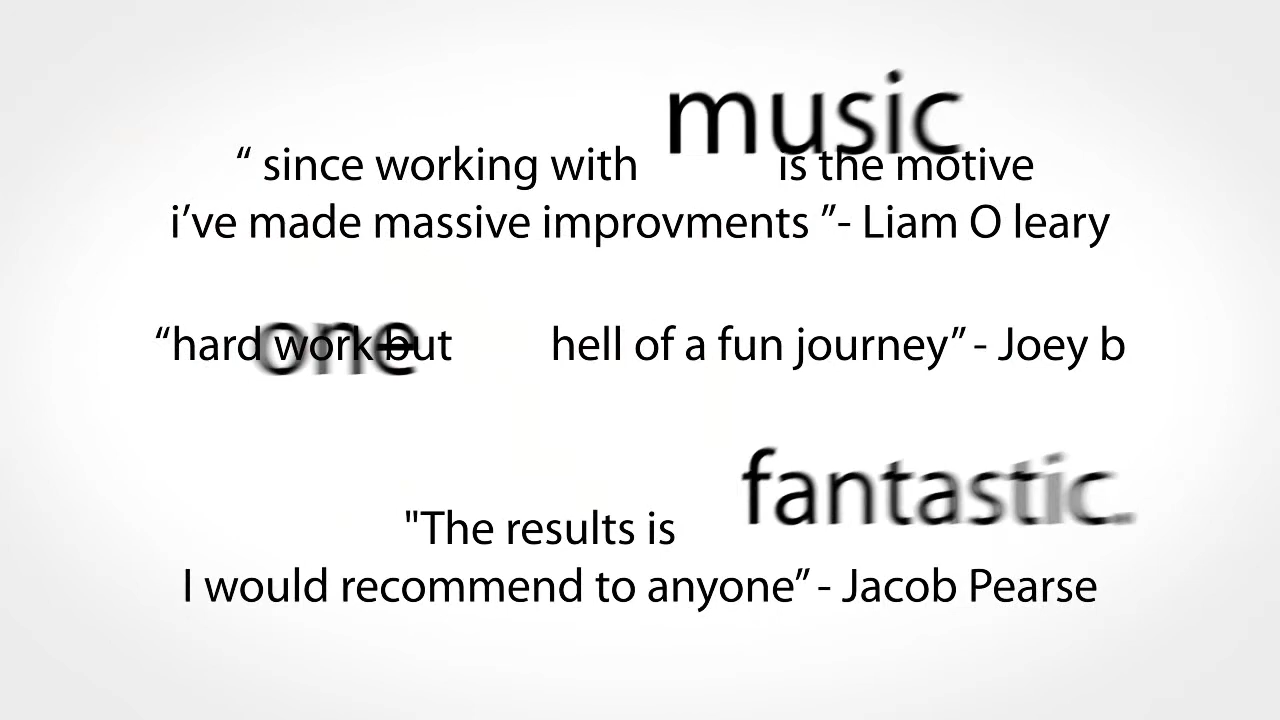 “ since working with music is the motive
i’ve made massive improvments ”- Liam O leary
“hard work but one hell of a fun journey” - Joey b
"The results is fantastic.
I would recommend to anyone” - Jacob Pearse